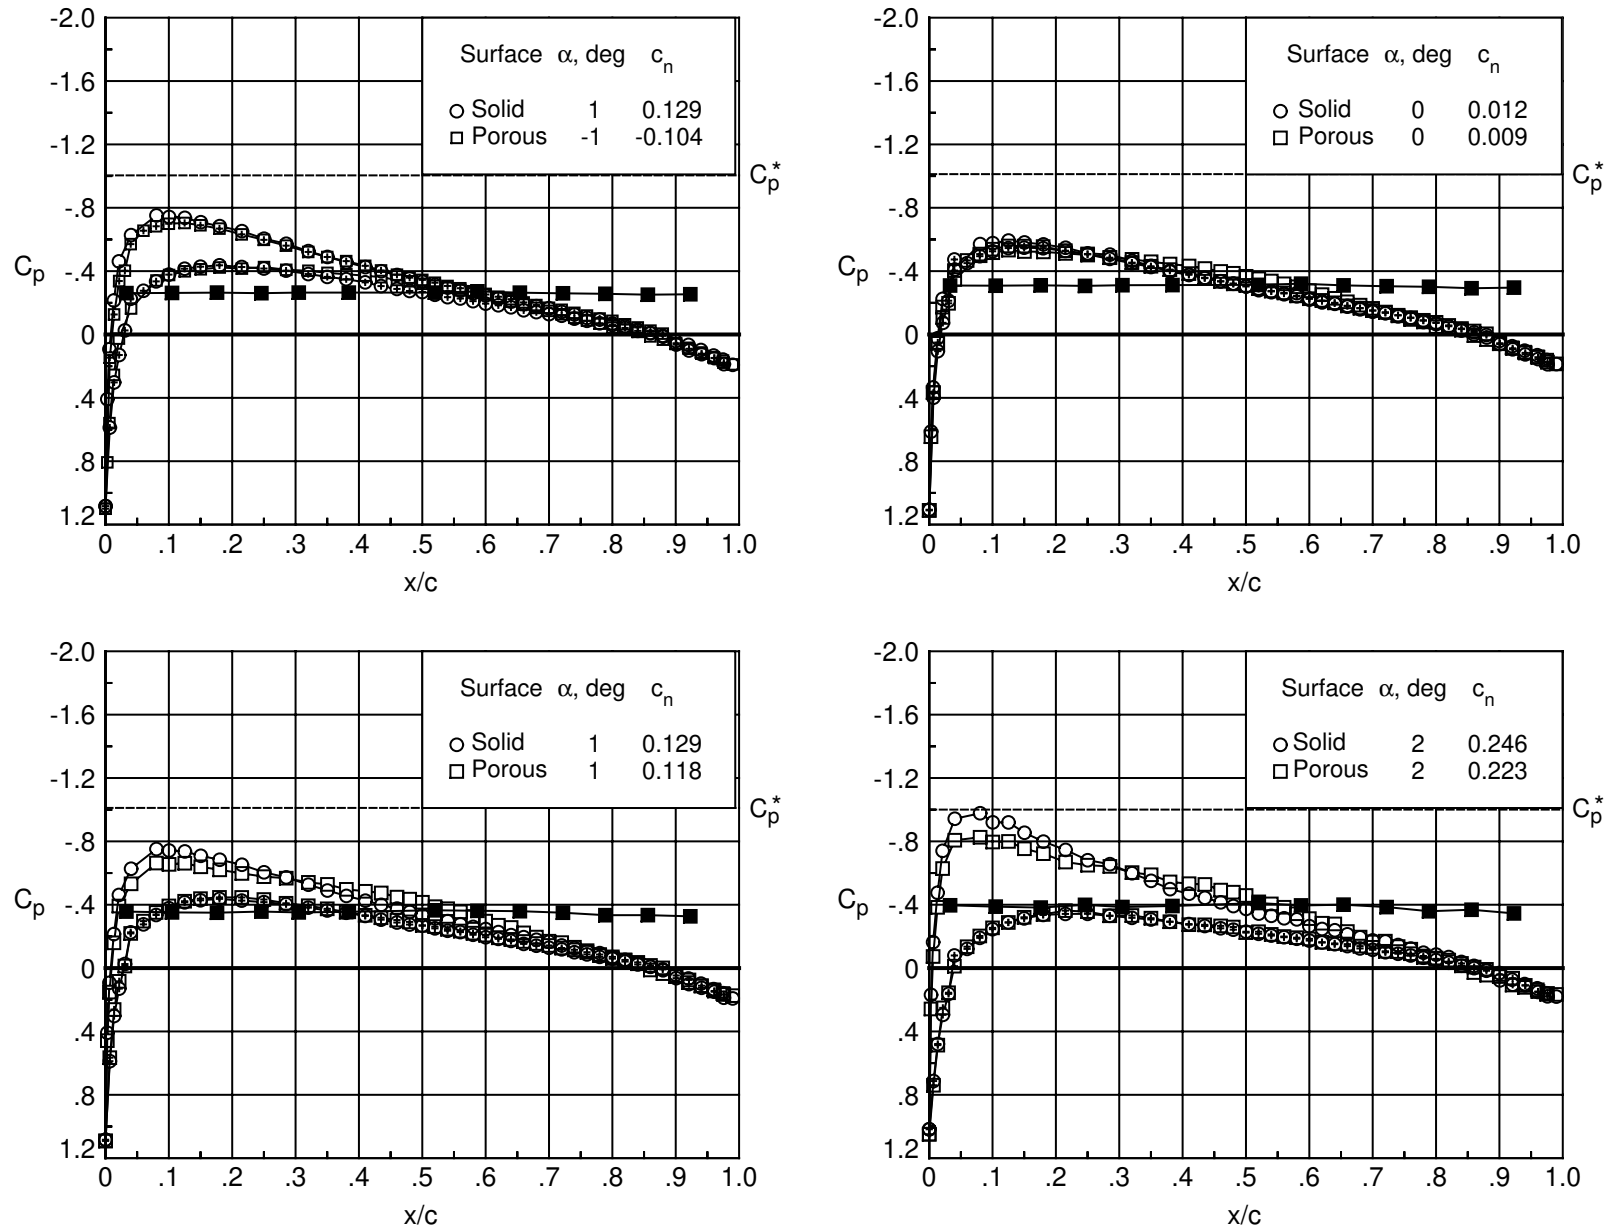 -2.0
-1.6
-1.2
-.8
-.4
0
.4
.8
1.2
Cp
Surface α, deg cn
Solid 1 0.129
Porous -1 -0.104
Cp*
0 .1 .2 .3 .4 .5 .6 .7 .8 .9 1.0
x/c
-2.0
-1.6
-1.2
-.8
-.4
0
.4
.8
1.2
Cp
Surface α, deg cn
Solid 0 0.012
Porous 0 0.009
Cp*
0 .1 .2 .3 .4 .5 .6 .7 .8 .9 1.0
x/c
-2.0
-1.6
-1.2
-.8
-.4
0
.4
.8
1.2
Cp
Surface α, deg cn
Solid 1 0.129
Porous 1 0.118
Cp*
0 .1 .2 .3 .4 .5 .6 .7 .8 .9 1.0
x/c
-2.0
-1.6
-1.2
-.8
-.4
0
.4
.8
1.2
Cp
Surface α, deg cn
Solid 2 0.246
Porous 2 0.223
Cp*
0 .1 .2 .3 .4 .5 .6 .7 .8 .9 1.0
x/c